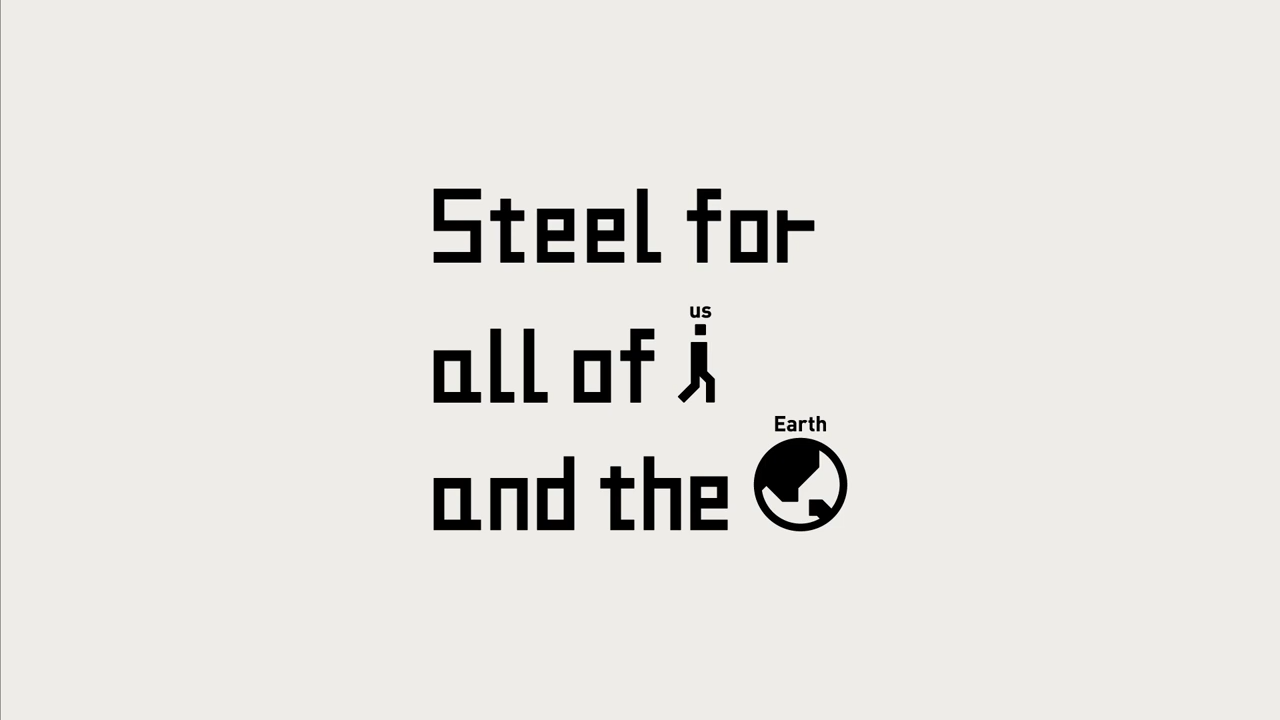 Steel for
us
all of
Earth
and the